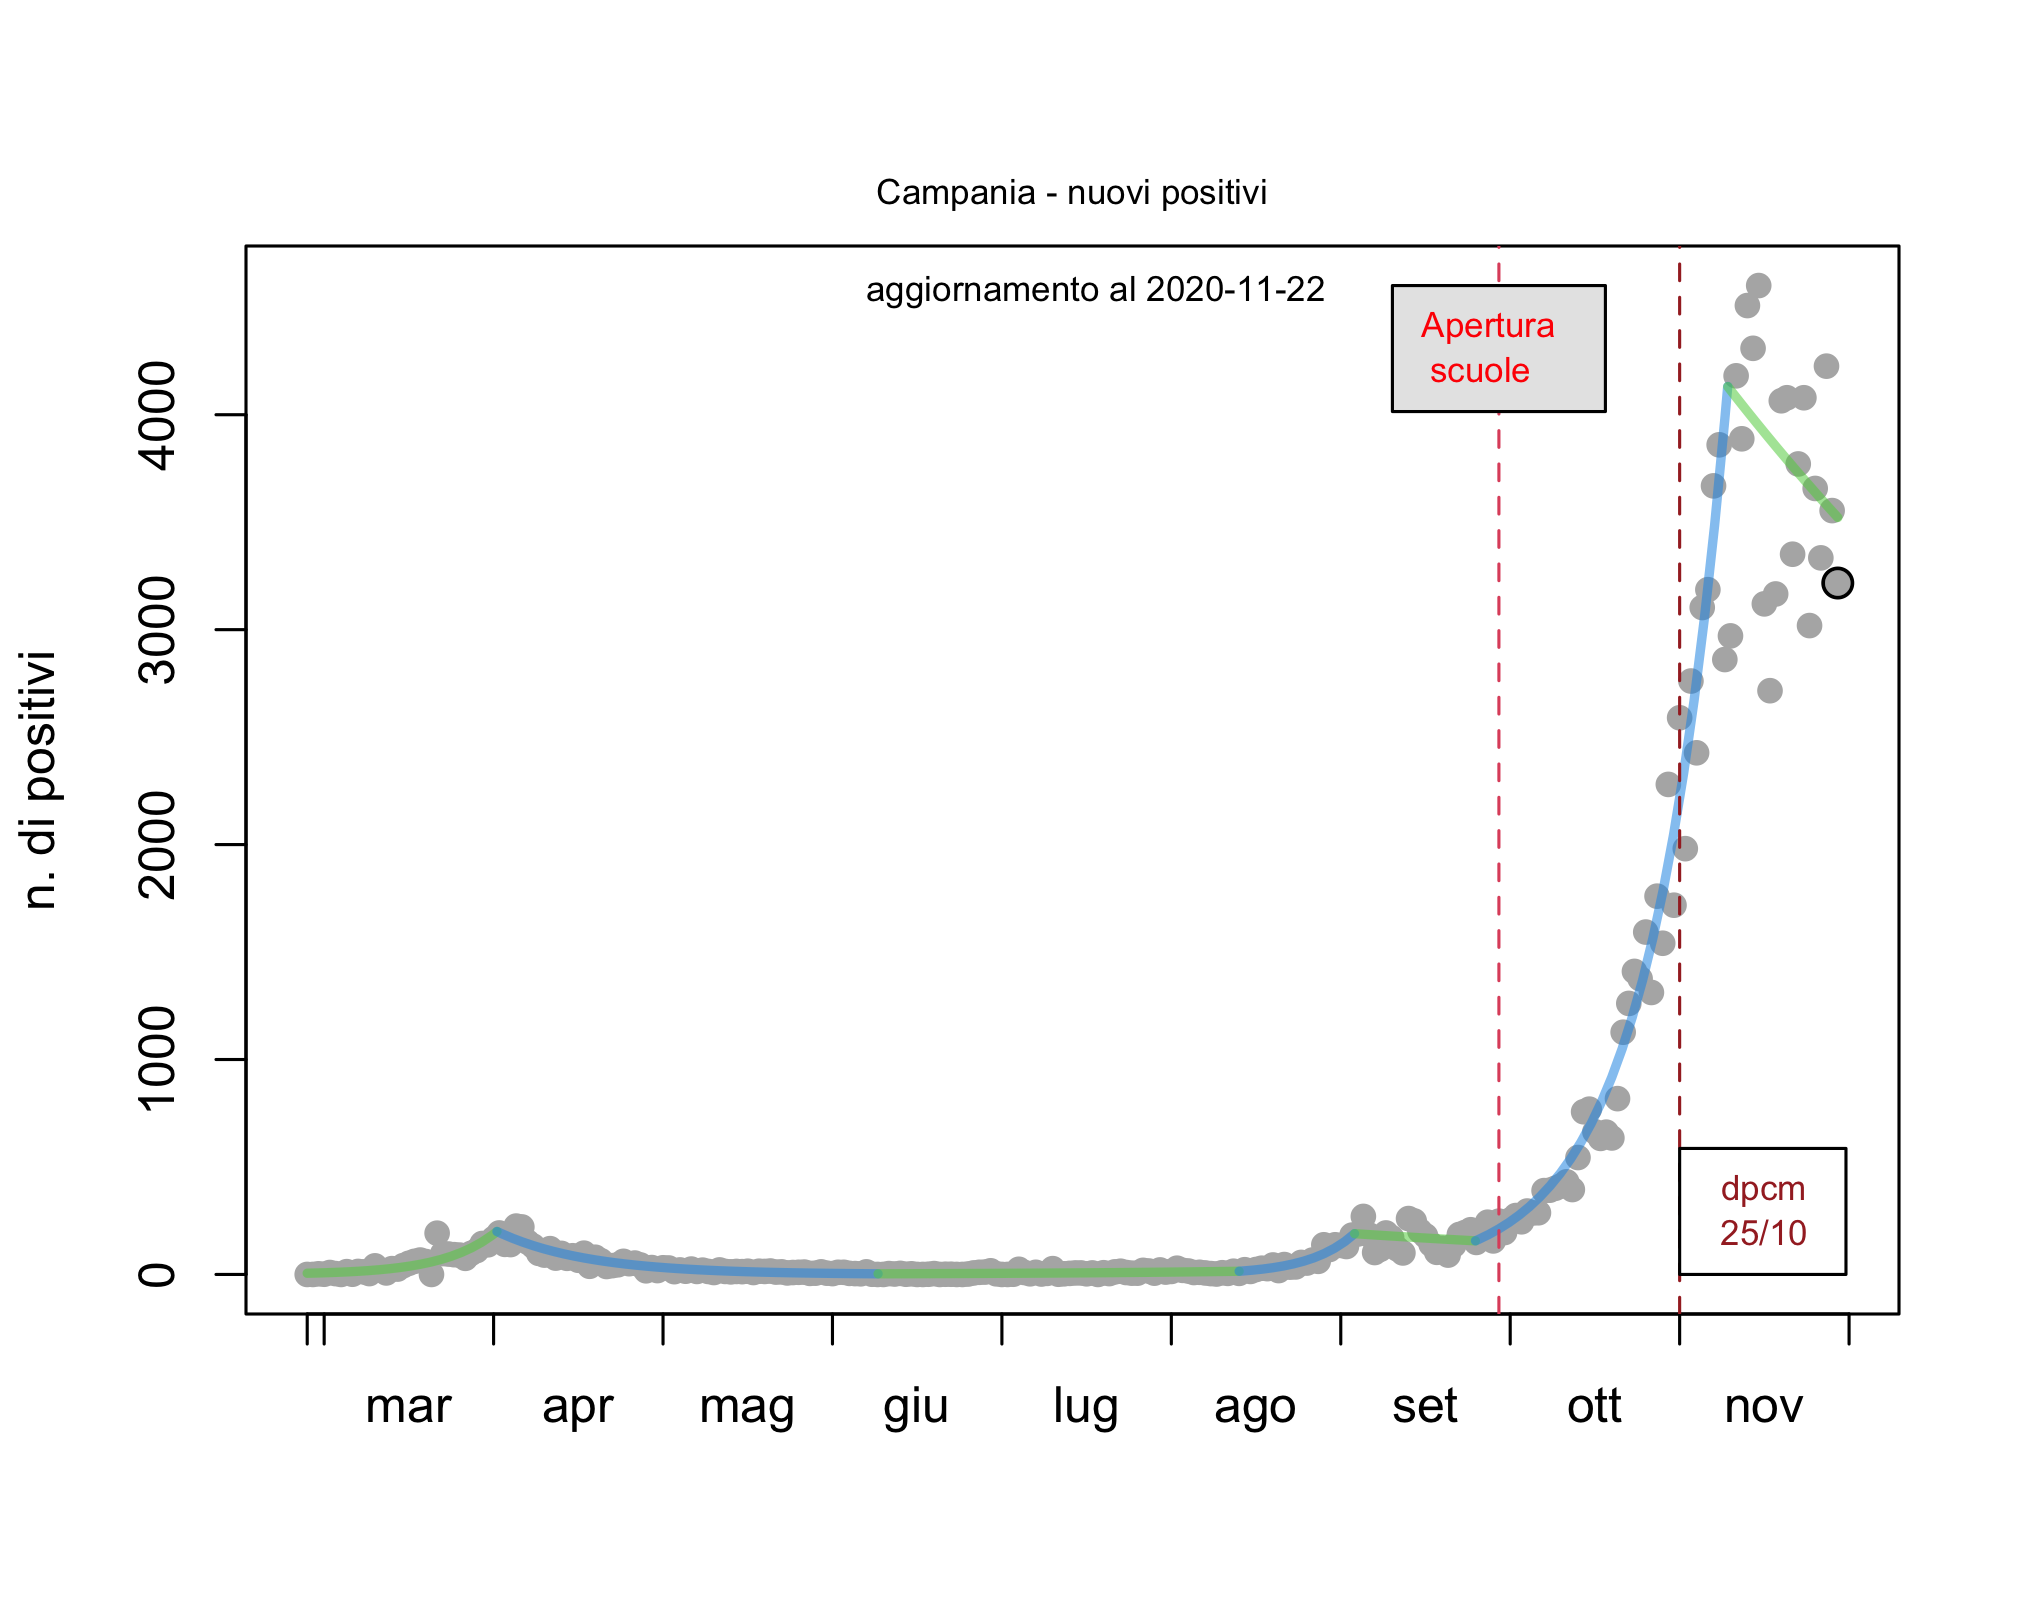 Campania - nuovi positivi
aggiornamento al 2020-11-22
Apertura
scuole
n. di positivi
4000
3000
2000
1000
0
dpcm
25/10
mar apr mag giu lug ago set ott nov